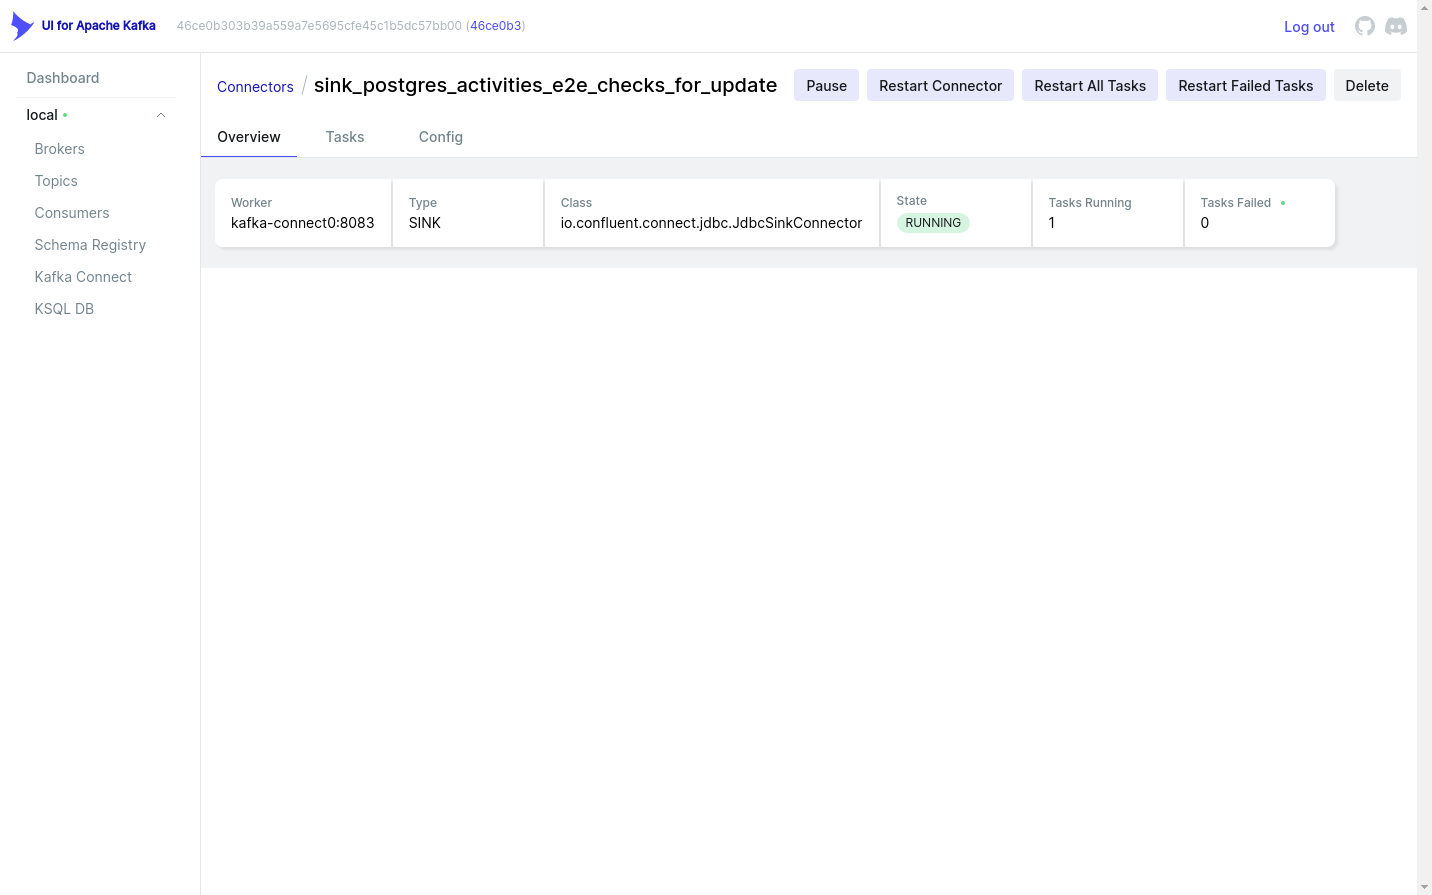 UI for Apache Kafka
46ce0b303b39a559a7e5695cfe45c1b5dc57bb00 (46ce0b3)
Log out
Dashboard
local
Brokers
Topics
Consumers
Schema Registry
Kafka Connect
KSQL DB
Connectors / sink_postgres_activities_e2e_checks_for_update
Pause
Restart Connector
Restart All Tasks
Restart Failed Tasks
Delete
Overview
Tasks
Config
Worker
kafka-connect0:8083
Type
SINK
Class
io.confluent.connect.jdbc.JdbcSinkConnector
State
RUNNING
Tasks Running
1
Tasks Failed
0